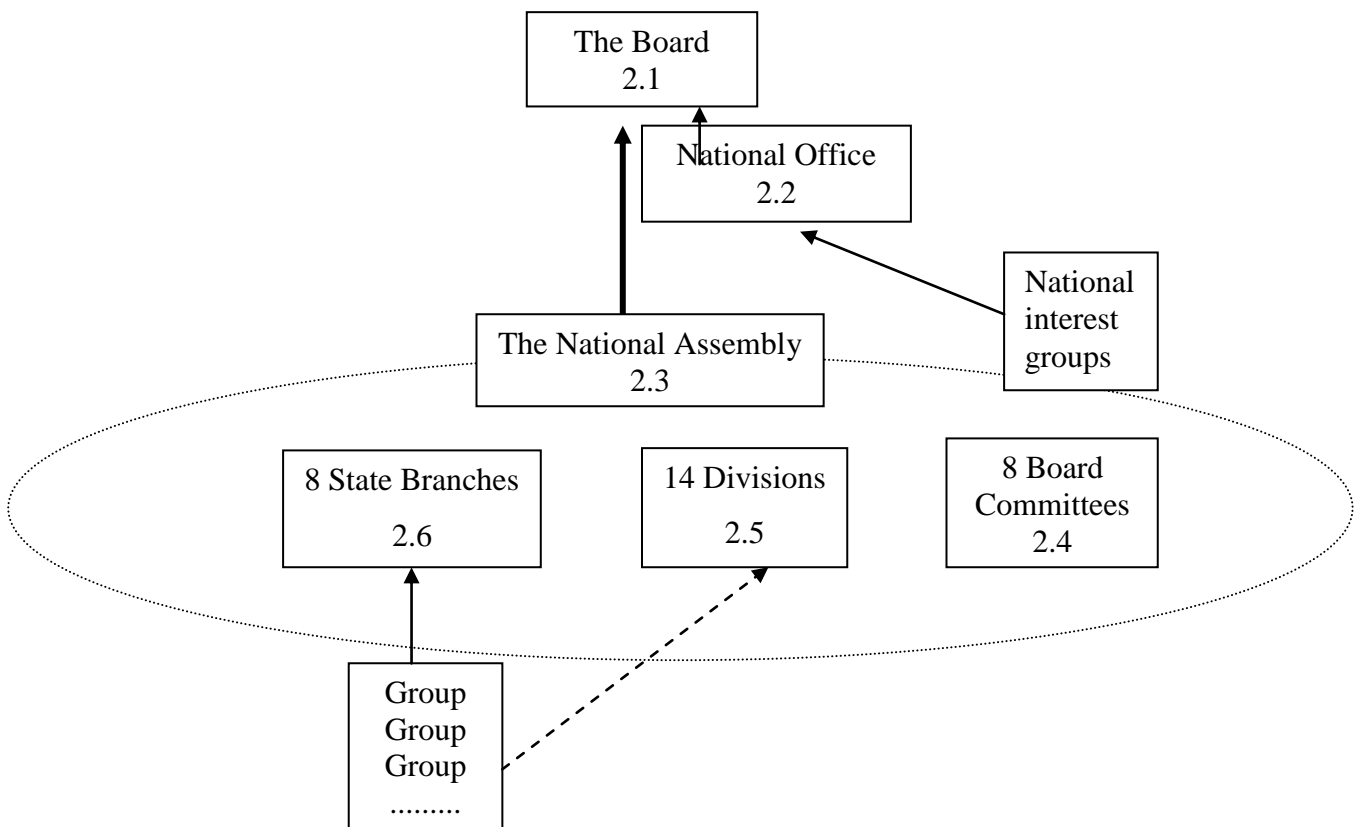 The Board
2.1
National Office
2.2
National
interest
groups
The National Assembly
2.3
8 State Branches
2.6
14 Divisions
2.5
8 Board
Committees
2.4
Group
Group
Group
.........